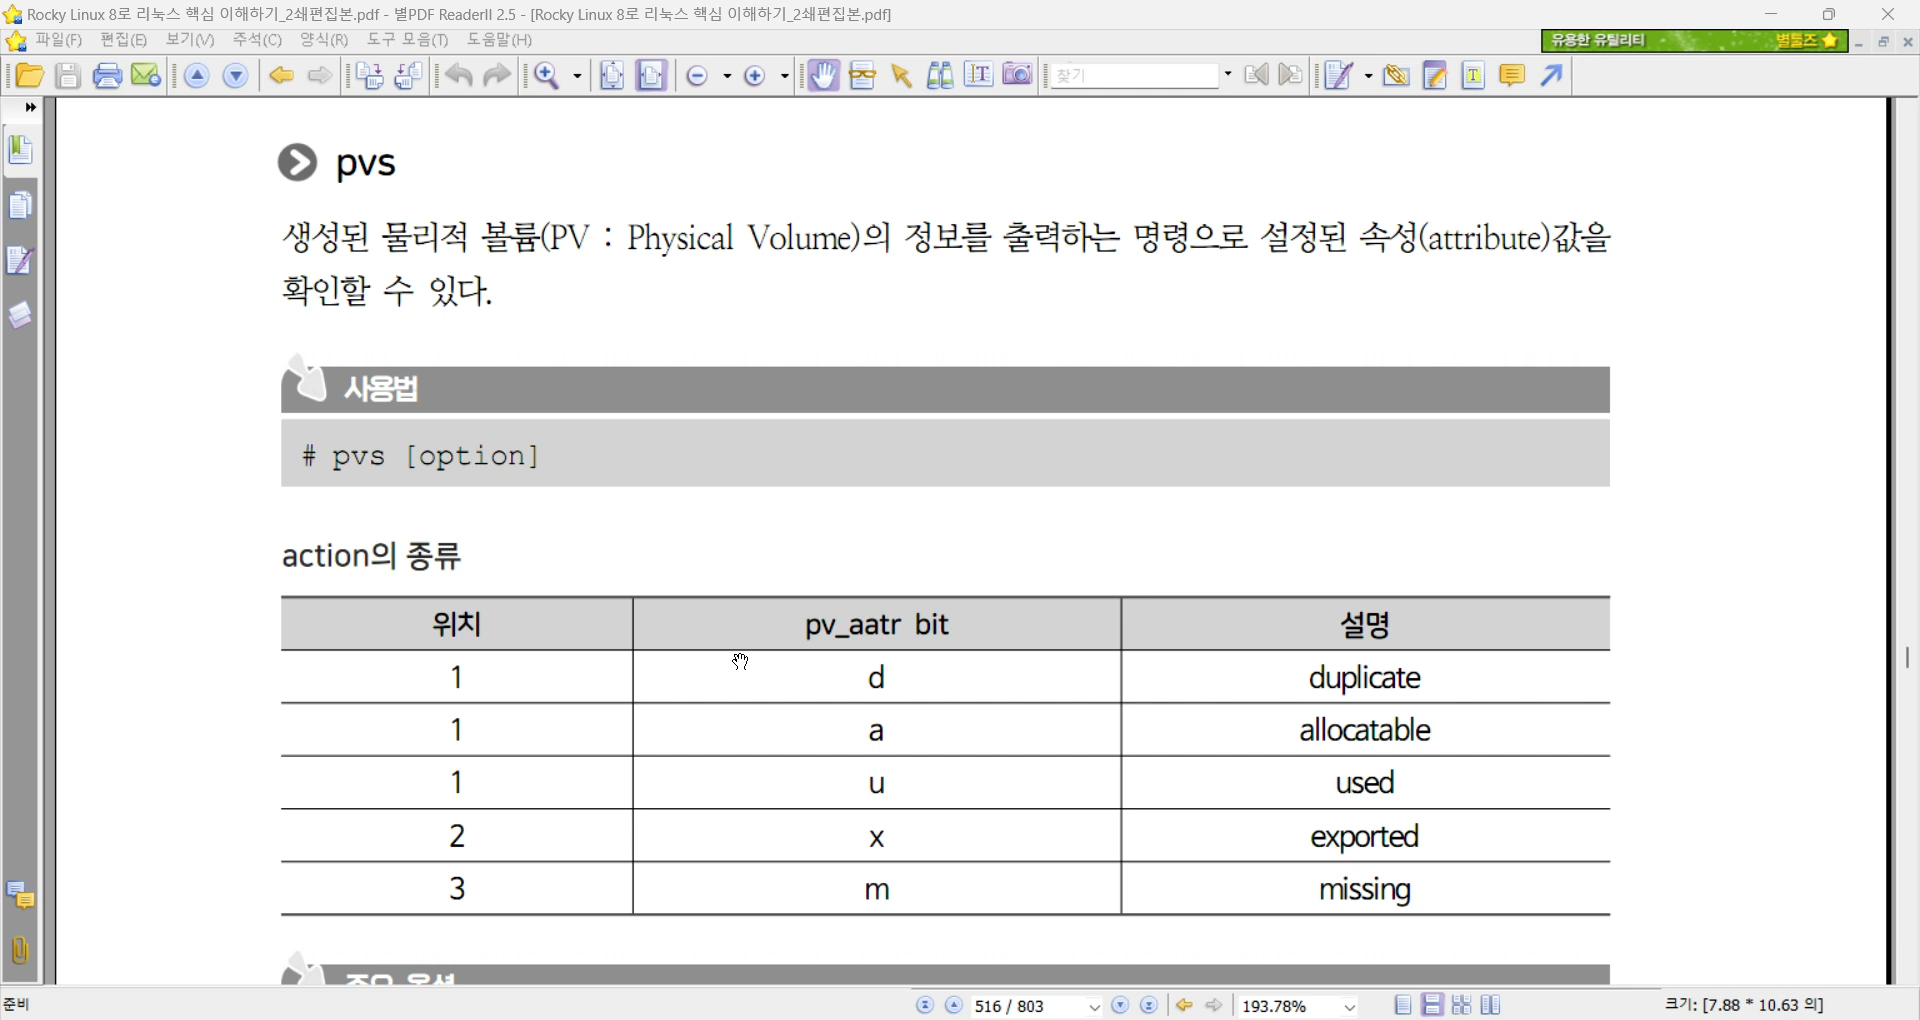 Rocky Linux 8로 리눅스 핵심 이해하기_2쇄편집본.pdf - 별PDF ReaderII 2.5 - [Rocky Linux 8로 리눅스 핵심 이해하기_2쇄편집본.pdf]
파일(F) 편집(E) 보기(V) 주석(C) 양식(R) 도구 모음(T) 도움말(H) 유용한 유틸리티 별툴즈
찾기
pvs
생성된 물리적 볼륨(PV : Physical Volume)의 정보를 출력하는 명령으로 설정된 속성(attribute)값을
확인할 수 있다.
사용법
# pvs [option]
action의 종류
위치 pv_aatr bit 설명
1 d duplicate
1 a allocatable
1 u used
2 x exported
3 m missing
주요 옵션
준비 516 / 803 193.78% 크기: [7.88 * 10.63 인]